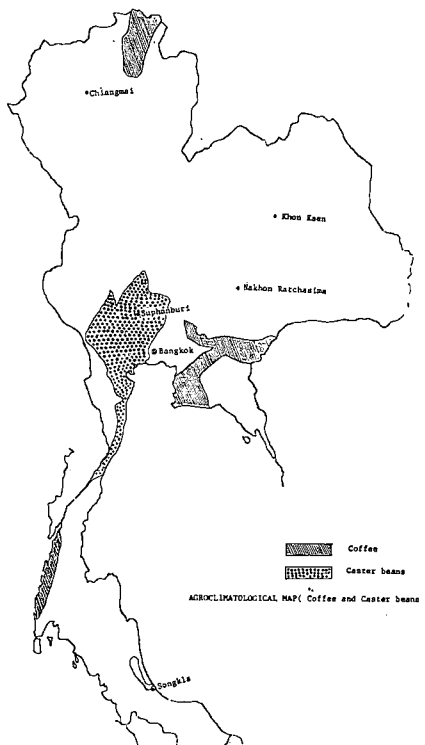 Chiangmai
Khon Kaen
Nakhon Ratchasima
Suphanburi
Bangkok
Coffee
Caster beans
AGROCLIMATOLOGICAL MAP( Coffee and Caster beans
Songkla